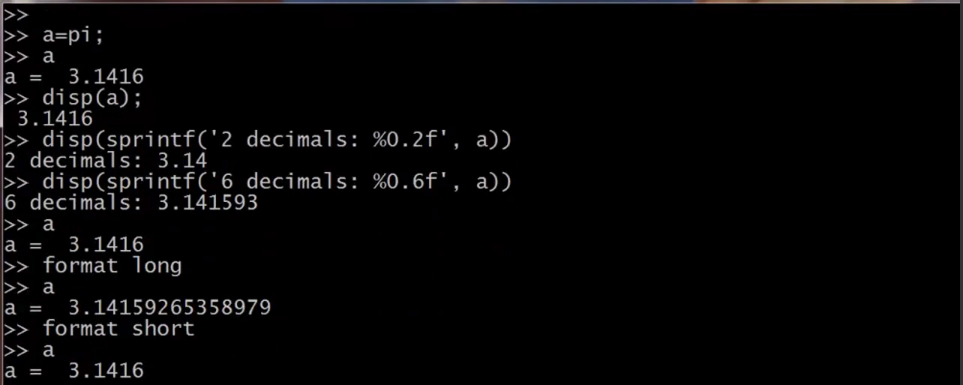 >>
>> a=pi;
>> a
a =  3.1416
>> disp(a);
 3.1416
>> disp(sprintf('2 decimals: %0.2f', a))
2 decimals: 3.14
>> disp(sprintf('6 decimals: %0.6f', a))
6 decimals: 3.141593
>> a
a =  3.1416
>> format long
>> a
a =  3.14159265358979
>> format short
>> a
a =  3.1416